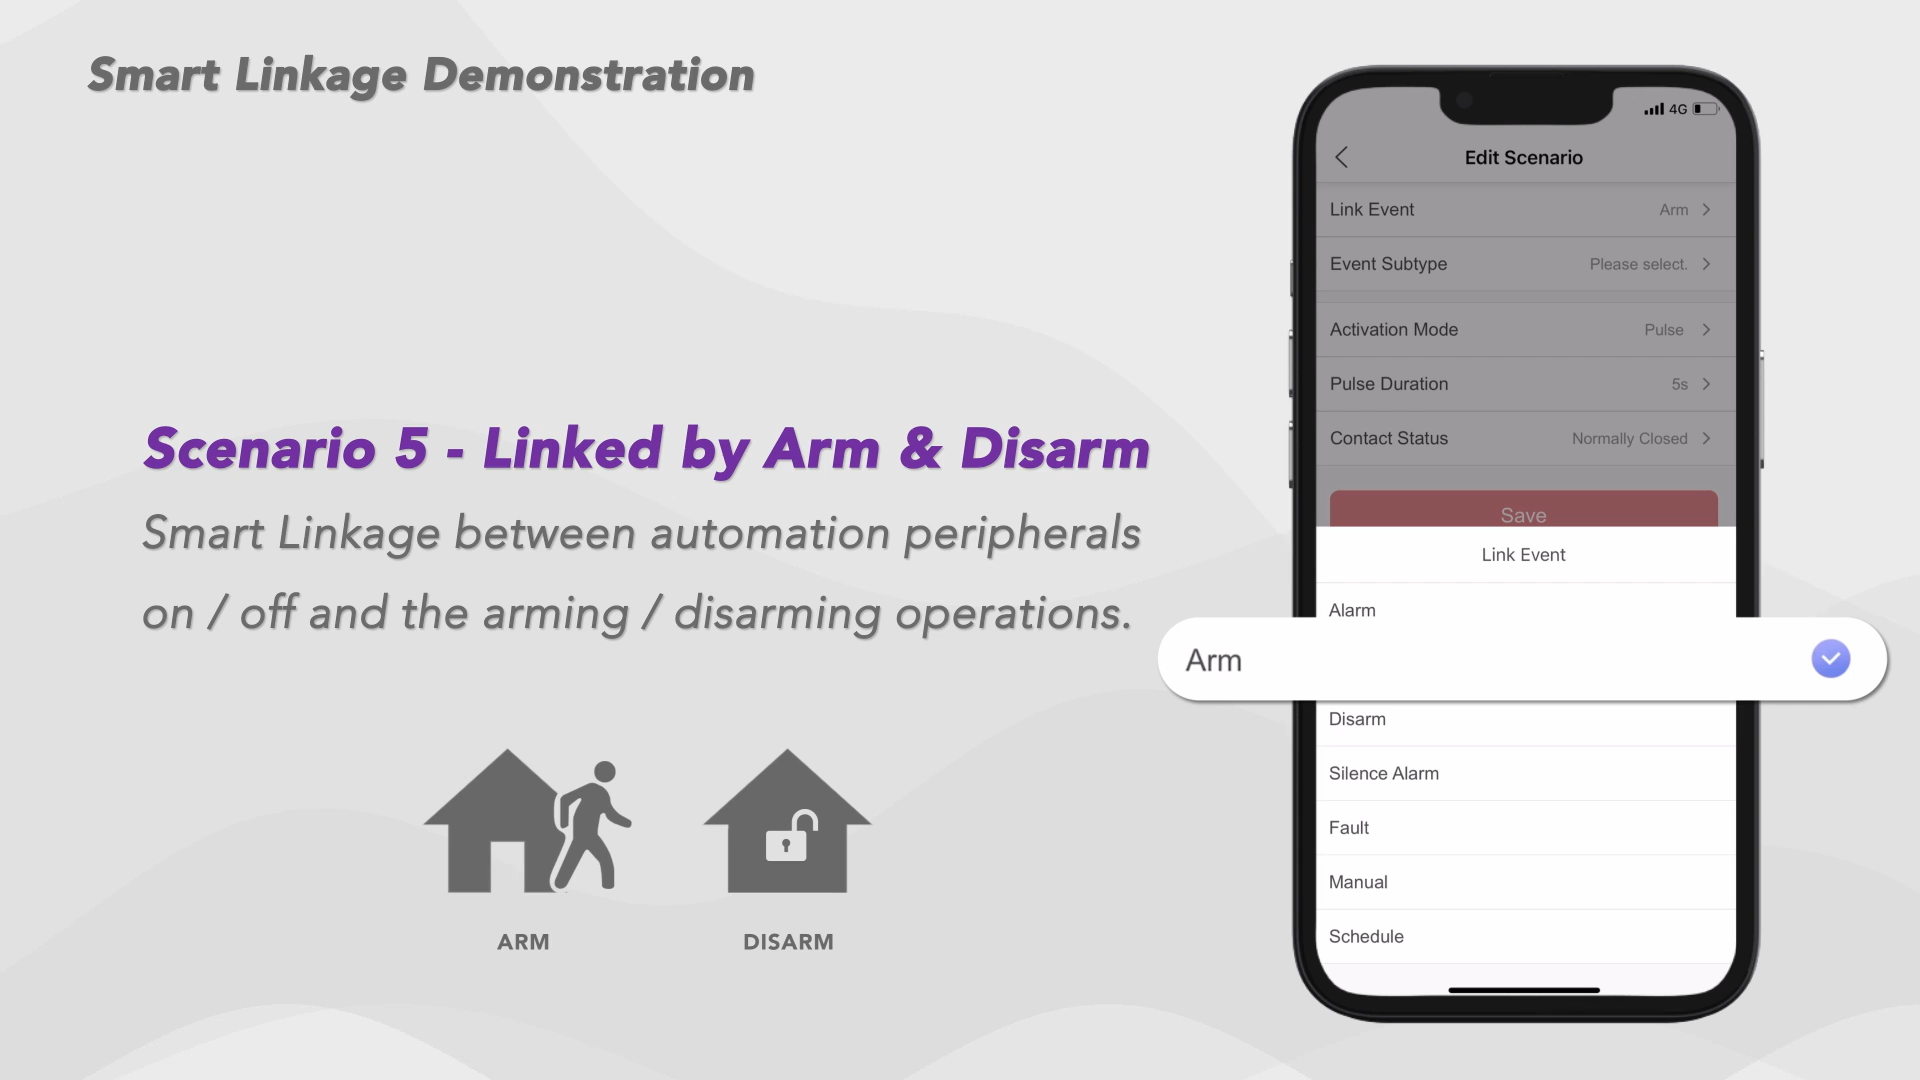 Smart Linkage Demonstration
Scenario 5 - Linked by Arm & Disarm
Smart Linkage between automation peripherals
on / off and the arming / disarming operations.
ARM
DISARM
4G
Edit Scenario
Link Event Arm
Event Subtype Please select.
Activation Mode Pulse
Pulse Duration 5s
Contact Status Normally Closed
Save
Link Event
Alarm
Arm
Disarm
Silence Alarm
Fault
Manual
Schedule